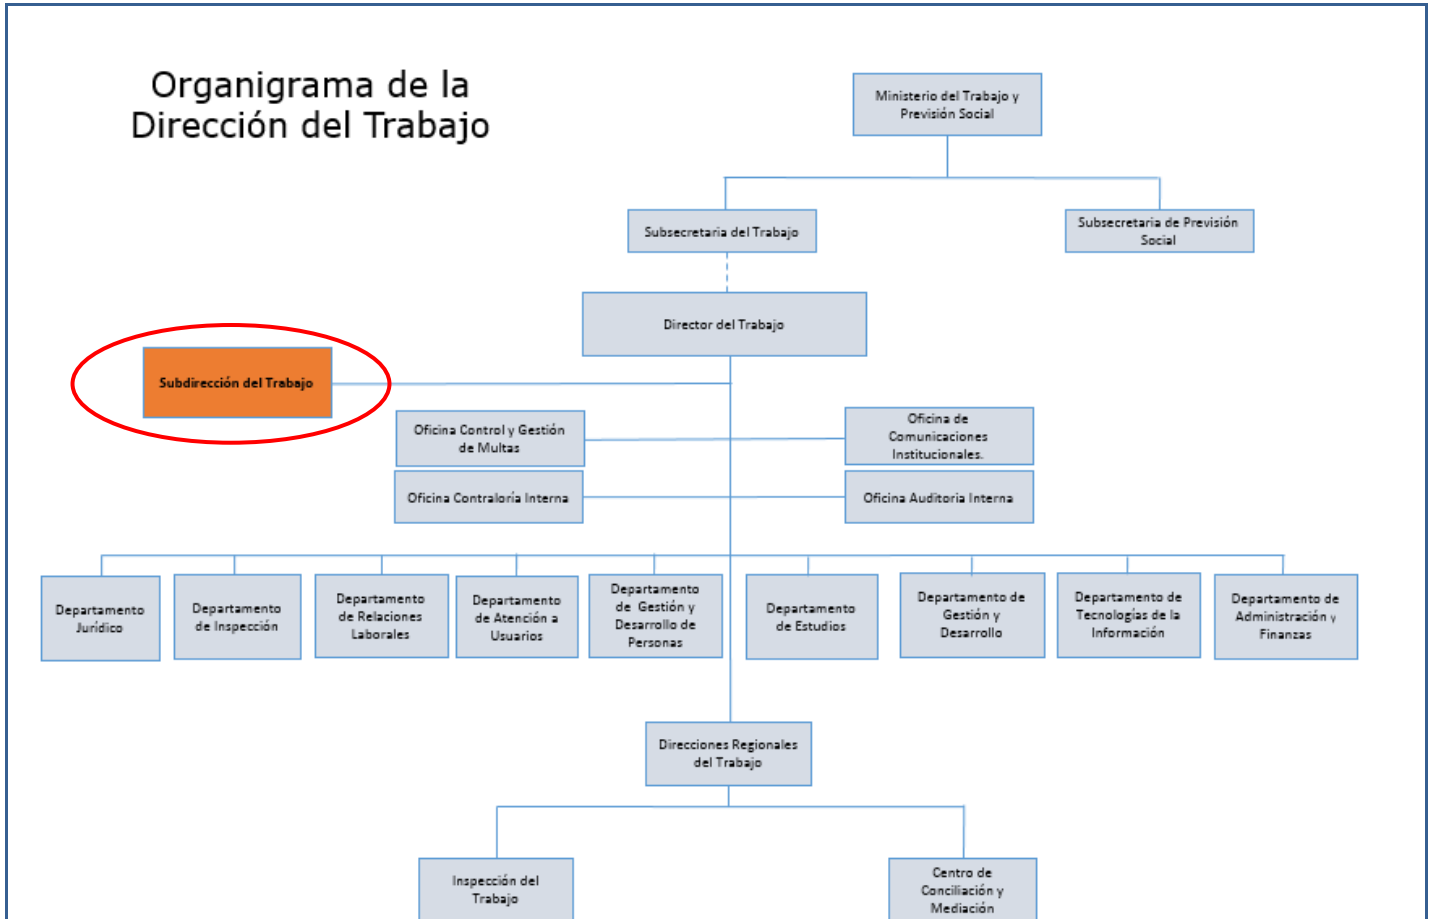 Organigrama de la
Dirección del Trabajo
Ministerio del Trabajo y
Previsión Social
Subsecretaria del Trabajo
Subsecretaria de Previsión
Social
Director del Trabajo
Subdirección del Trabajo
Oficina Control y Gestión
de Multas
Oficina de
Comunicaciones
Institucionales.
Oficina Contraloría Interna
Oficina Auditoria Interna
Departamento
Jurídico
Departamento
de Inspección
Departamento
de Relaciones
Laborales
Departamento
de Atención a
Usuarios
Departamento
de Gestión y
Desarrollo de
Personas
Departamento
de Estudios
Departamento de
Gestión y
Desarrollo
Departamento de
Tecnologías de la
Información
Departamento de
Administración y
Finanzas
Direcciones Regionales
del Trabajo
Inspección del
Trabajo
Centro de
Conciliación y
Mediación